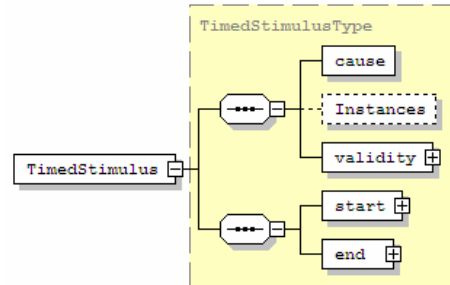 TimedStimulusType
cause
Instances
validity
TimedStimulus
start
end